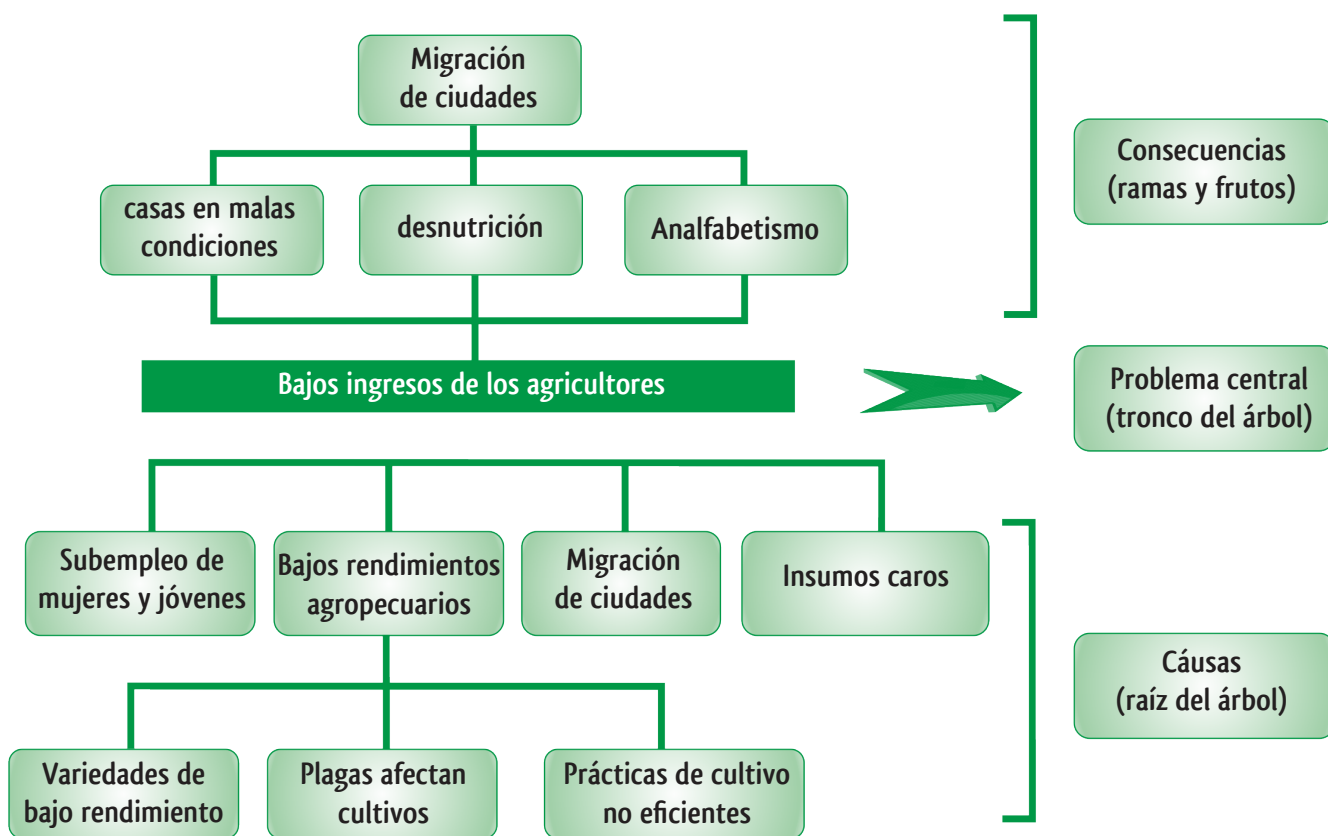 Migración
de ciudades
casas en malas
condiciones
desnutrición
Analfabetismo
Consecuencias
(ramas y frutos)
Bajos ingresos de los agricultores
Problema central
(tronco del árbol)
Subempleo de
mujeres y jóvenes
Bajos rendimientos
agropecuarios
Migración
de ciudades
Insumos caros
Cáusas
(raíz del árbol)
Variedades de
bajo rendimiento
Plagas afectan
cultivos
Prácticas de cultivo
no eficientes